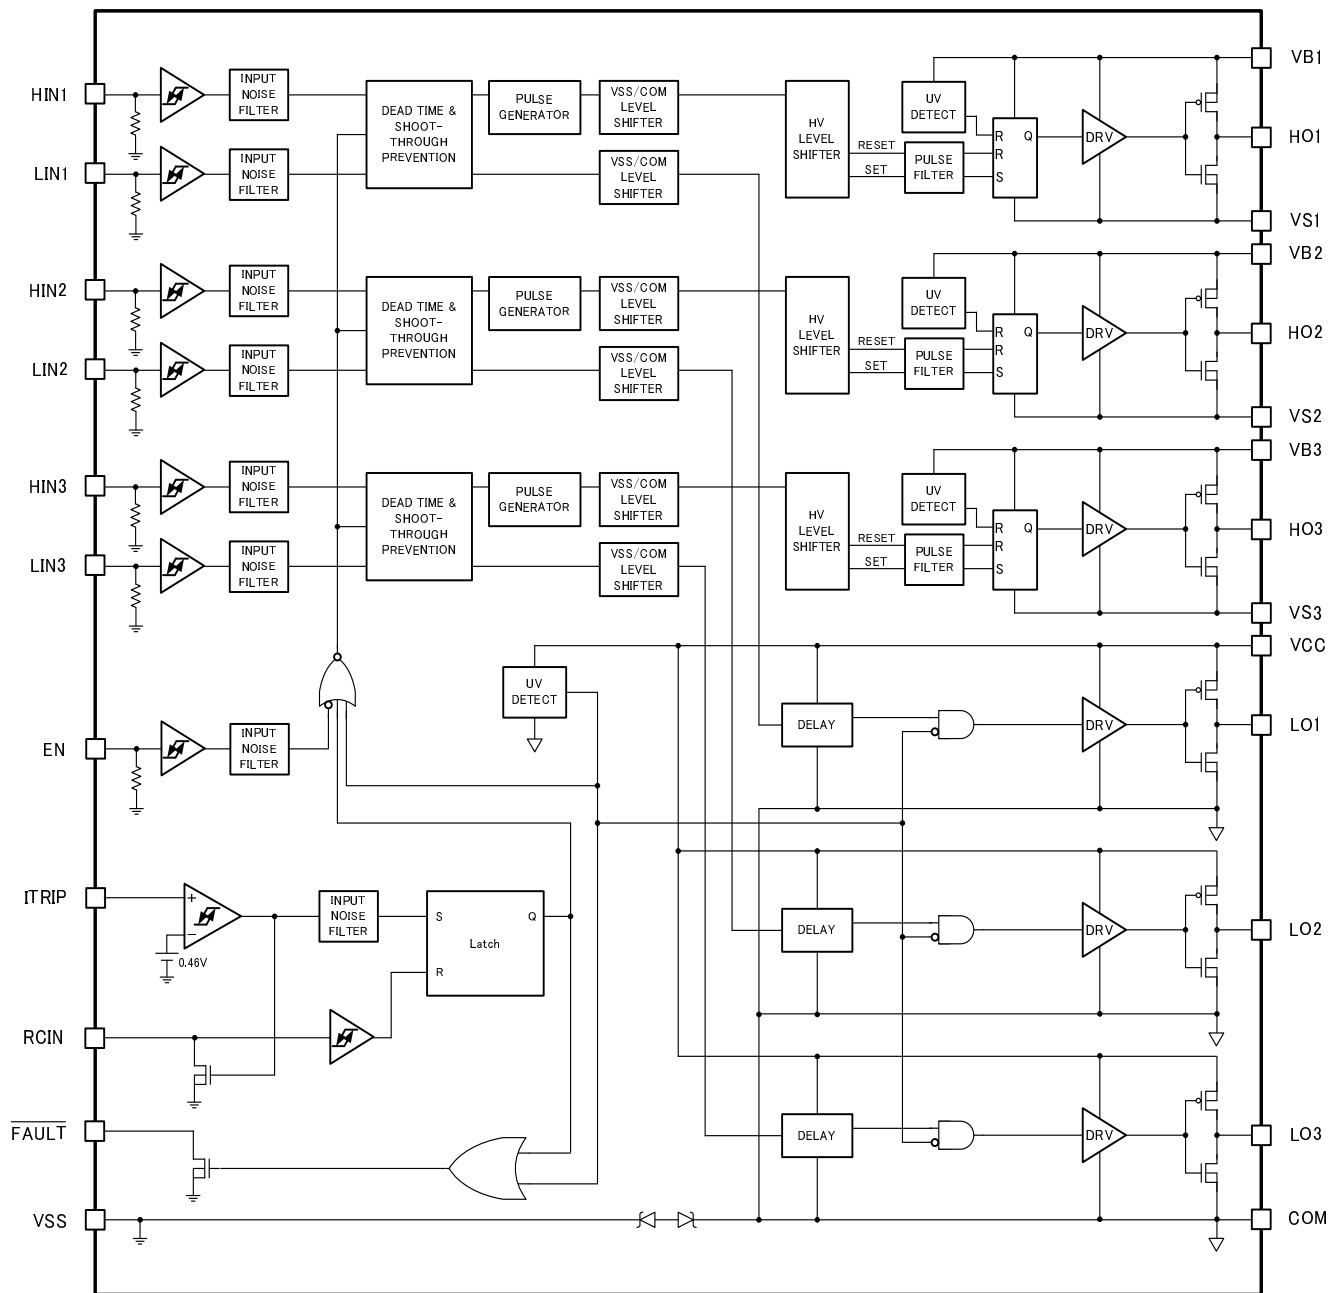 HIN1
INPUT
NOISE
FILTER
DEAD TIME &
SHOOT-
THROUGH
PREVENTION
PULSE
GENERATOR
VSS/COM
LEVEL
SHIFTER
HV
LEVEL
SHIFTER
UV
DETECT
RESET
SET
PULSE
FILTER
R
R
S
Q
DRV
VB1
HO1
VS1
LIN1
INPUT
NOISE
FILTER
VSS/COM
LEVEL
SHIFTER
HIN2
INPUT
NOISE
FILTER
DEAD TIME &
SHOOT-
THROUGH
PREVENTION
PULSE
GENERATOR
VSS/COM
LEVEL
SHIFTER
HV
LEVEL
SHIFTER
UV
DETECT
RESET
SET
PULSE
FILTER
R
R
S
Q
DRV
VB2
HO2
VS2
LIN2
INPUT
NOISE
FILTER
VSS/COM
LEVEL
SHIFTER
HIN3
INPUT
NOISE
FILTER
DEAD TIME &
SHOOT-
THROUGH
PREVENTION
PULSE
GENERATOR
VSS/COM
LEVEL
SHIFTER
HV
LEVEL
SHIFTER
UV
DETECT
RESET
SET
PULSE
FILTER
R
R
S
Q
DRV
VB3
HO3
VS3
LIN3
INPUT
NOISE
FILTER
VSS/COM
LEVEL
SHIFTER
VCC
UV
DETECT
EN
INPUT
NOISE
FILTER
DELAY
DRV
LO1
ITRIP
+
−
0.46V
INPUT
NOISE
FILTER
S
Q
Latch
R
DELAY
DRV
LO2
RCIN
FAULT
DELAY
DRV
LO3
VSS
COM